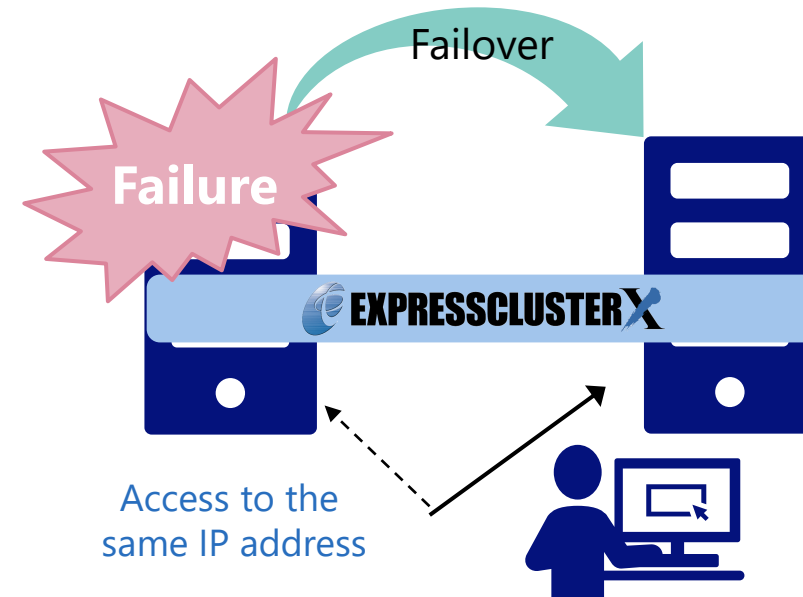 Failover
Failure
EXPRESSCLUSTER X
Access to the
same IP address